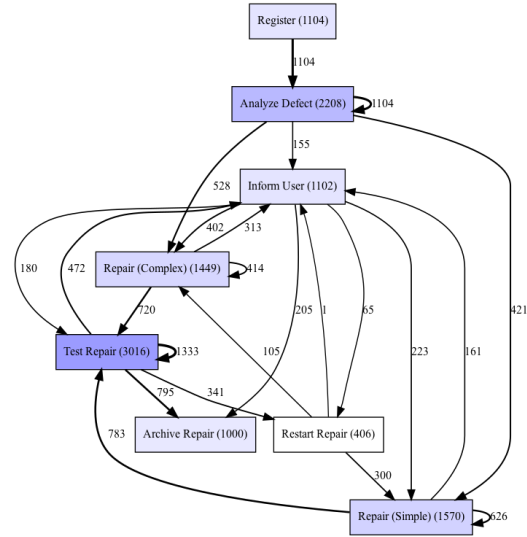 Register (1104)
1104
Analyze Defect (2208)
1104
155
Inform User (1102)
528
402
313
180
472
Repair (Complex) (1449)
414
720
205
1
65
421
Test Repair (3016)
1333
105
223
161
795
341
783
Archive Repair (1000)
Restart Repair (406)
300
Repair (Simple) (1570)
626